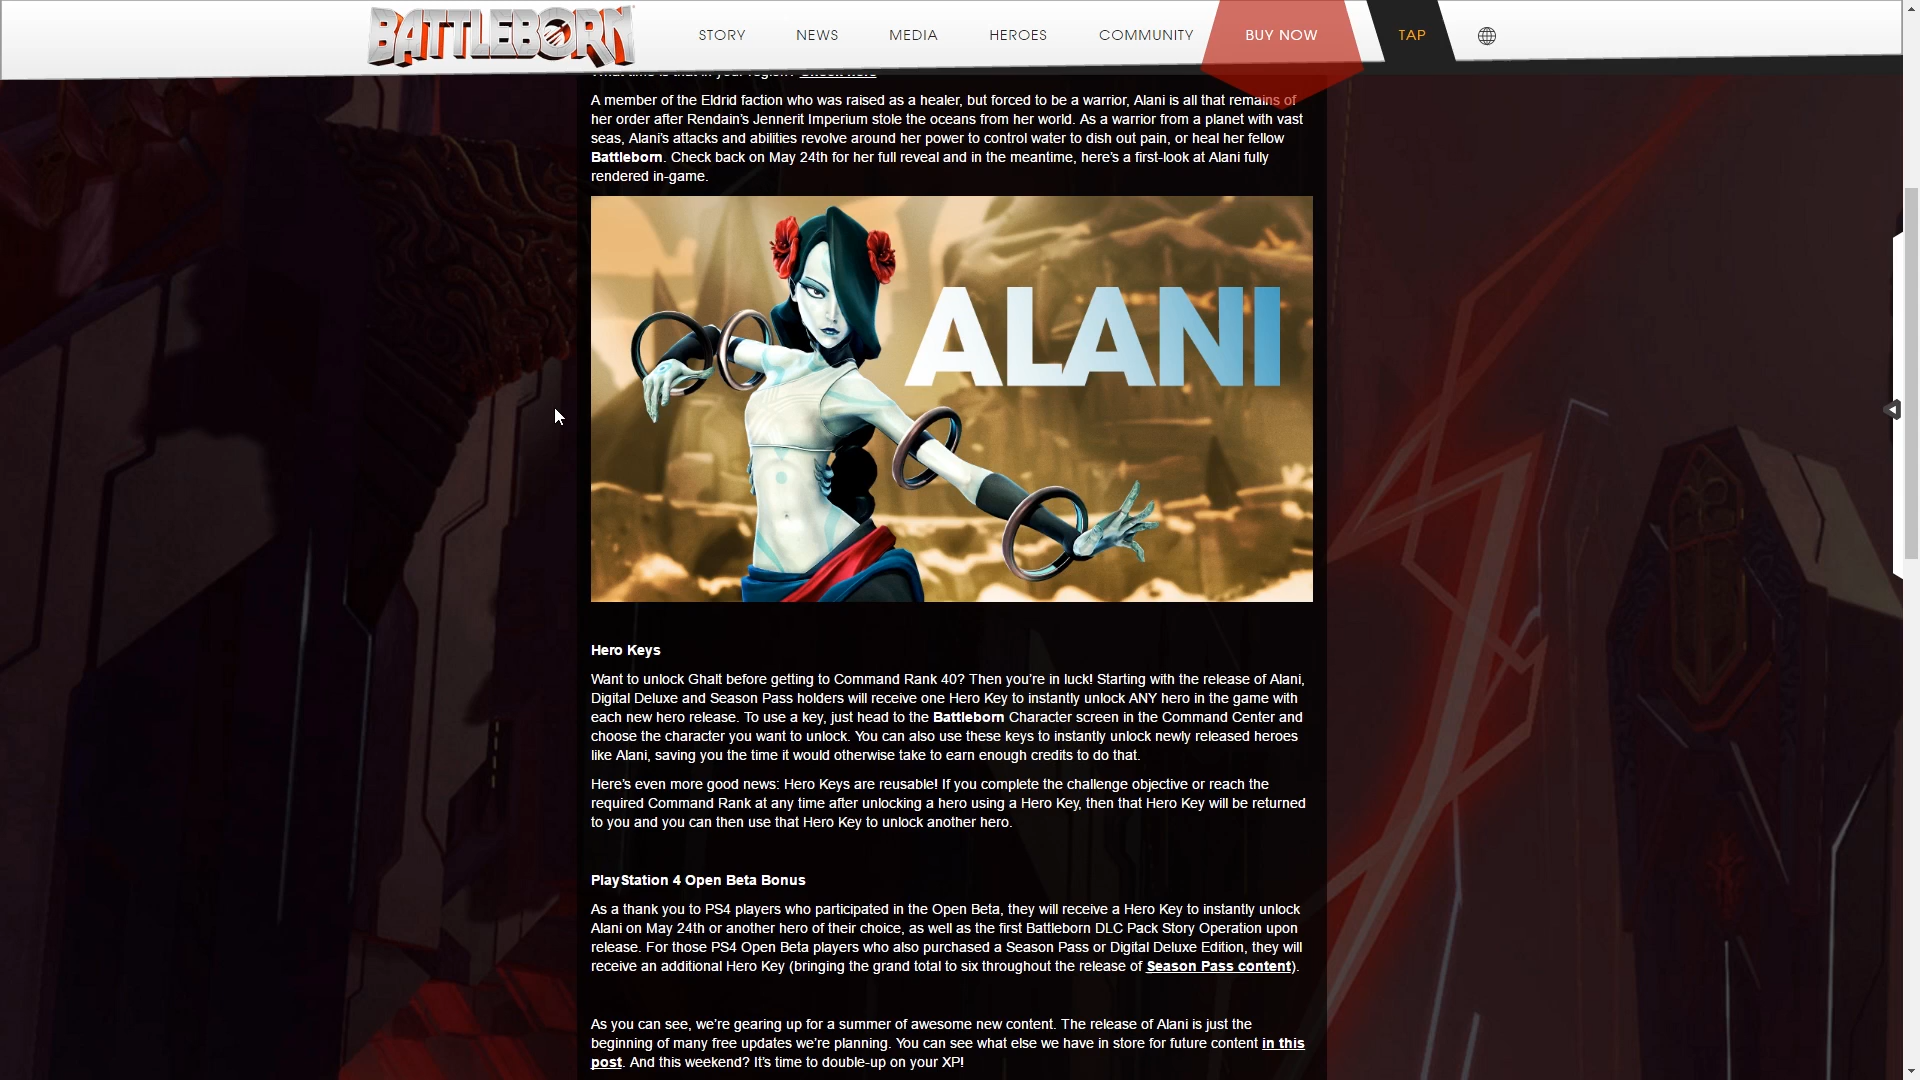 BATTLEBORN STORY NEWS MEDIA HEROES COMMUNITY BUY NOW TAP
What time is that in your region? Check here
A member of the Eldrid faction who was raised as a healer, but forced to be a warrior, Alani is all that remains of
her order after Rendain’s Jennerit Imperium stole the oceans from her world. As a warrior from a planet with vast
seas, Alani’s attacks and abilities revolve around her power to control water to dish out pain, or heal her fellow
Battleborn. Check back on May 24th for her full reveal and in the meantime, here’s a first-look at Alani fully
rendered in-game.
ALANI
Hero Keys
Want to unlock Ghalt before getting to Command Rank 40? Then you’re in luck! Starting with the release of Alani,
Digital Deluxe and Season Pass holders will receive one Hero Key to instantly unlock ANY hero in the game with
each new hero release. To use a key, just head to the Battleborn Character screen in the Command Center and
choose the character you want to unlock. You can also use these keys to instantly unlock newly released heroes
like Alani, saving you the time it would otherwise take to earn enough credits to do that.
Here’s even more good news: Hero Keys are reusable! If you complete the challenge objective or reach the
required Command Rank at any time after unlocking a hero using a Hero Key, then that Hero Key will be returned
to you and you can then use that Hero Key to unlock another hero.
PlayStation 4 Open Beta Bonus
As a thank you to PS4 players who participated in the Open Beta, they will receive a Hero Key to instantly unlock
Alani on May 24th or another hero of their choice, as well as the first Battleborn DLC Pack Story Operation upon
release. For those PS4 Open Beta players who also purchased a Season Pass or Digital Deluxe Edition, they will
receive an additional Hero Key (bringing the grand total to six throughout the release of Season Pass content).
As you can see, we’re gearing up for a summer of awesome new content. The release of Alani is just the
beginning of many free updates we’re planning. You can see what else we have in store for future content in this
post. And this weekend? It’s time to double-up on your XP!